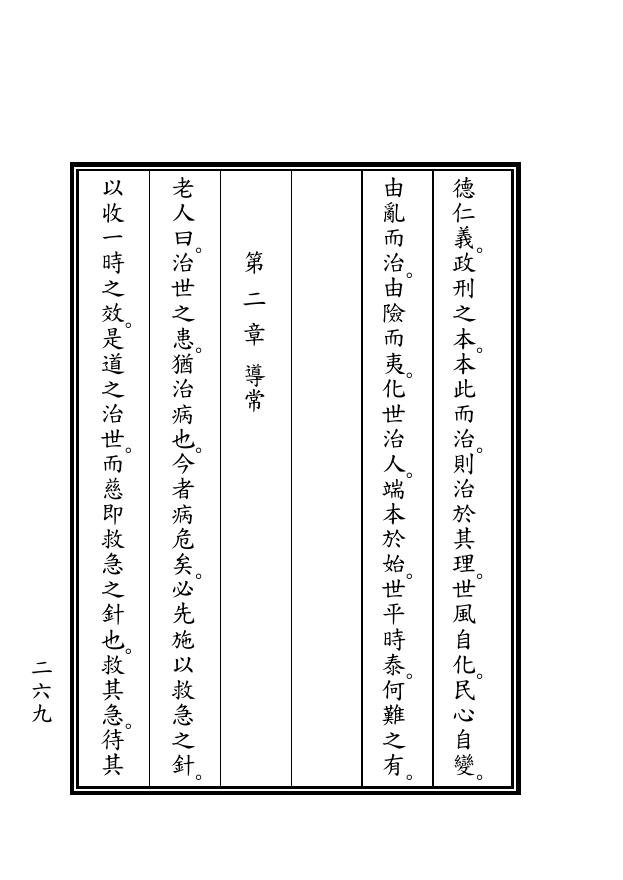 德仁義。政刑之本。本此而治。則治於其理。世風自化。民心自變。
由亂而治。由險而夷。化世治人。端本於始。世平時泰。何難之有。
第二章 導常
老人曰。治世之患。猶治病也。今者病危矣。必先施以救急之針。
以收一時之效。是道之治世。而慈即救急之針也。救其急。待其
二六九